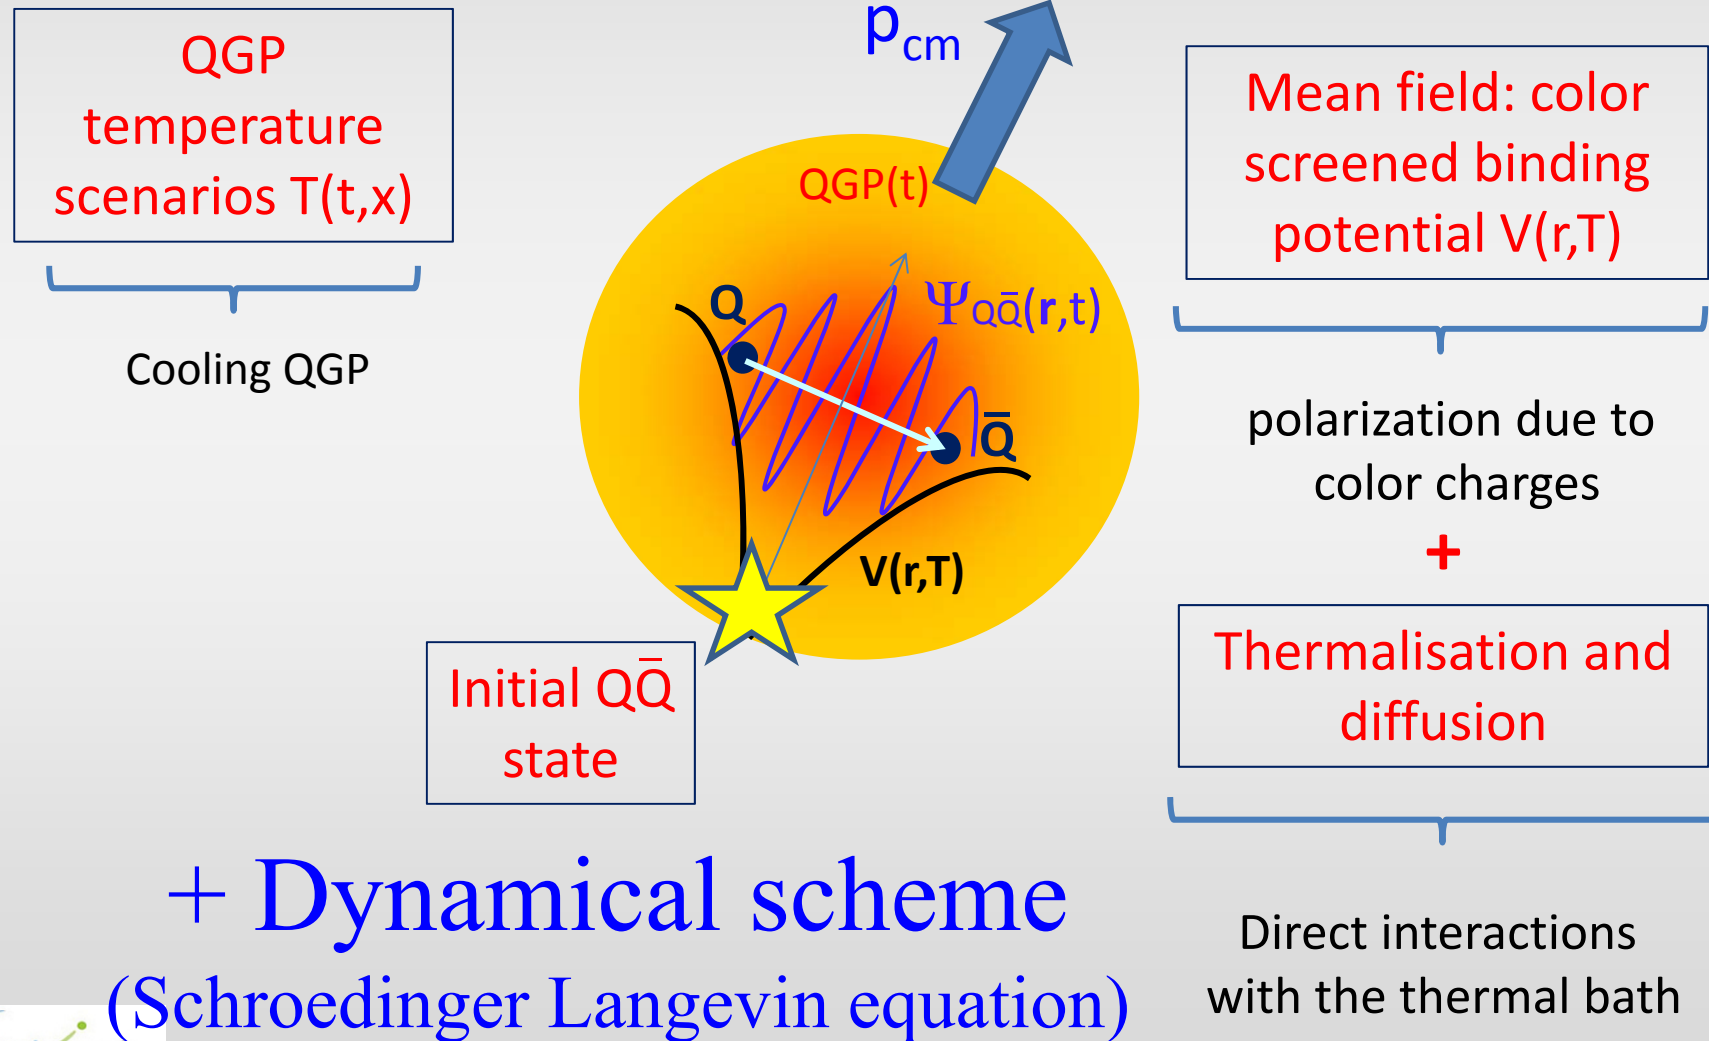 QGP
temperature
scenarios T(t,x)
Cooling QGP
p_cm
QGP(t)
Q
Ψ_QQ̄(r,t)
Q̄
V(r,T)
Initial QQ̄
state
Mean field: color
screened binding
potential V(r,T)
polarization due to
color charges
+
Thermalisation and
diffusion
Direct interactions
with the thermal bath
+ Dynamical scheme
(Schroedinger Langevin equation)